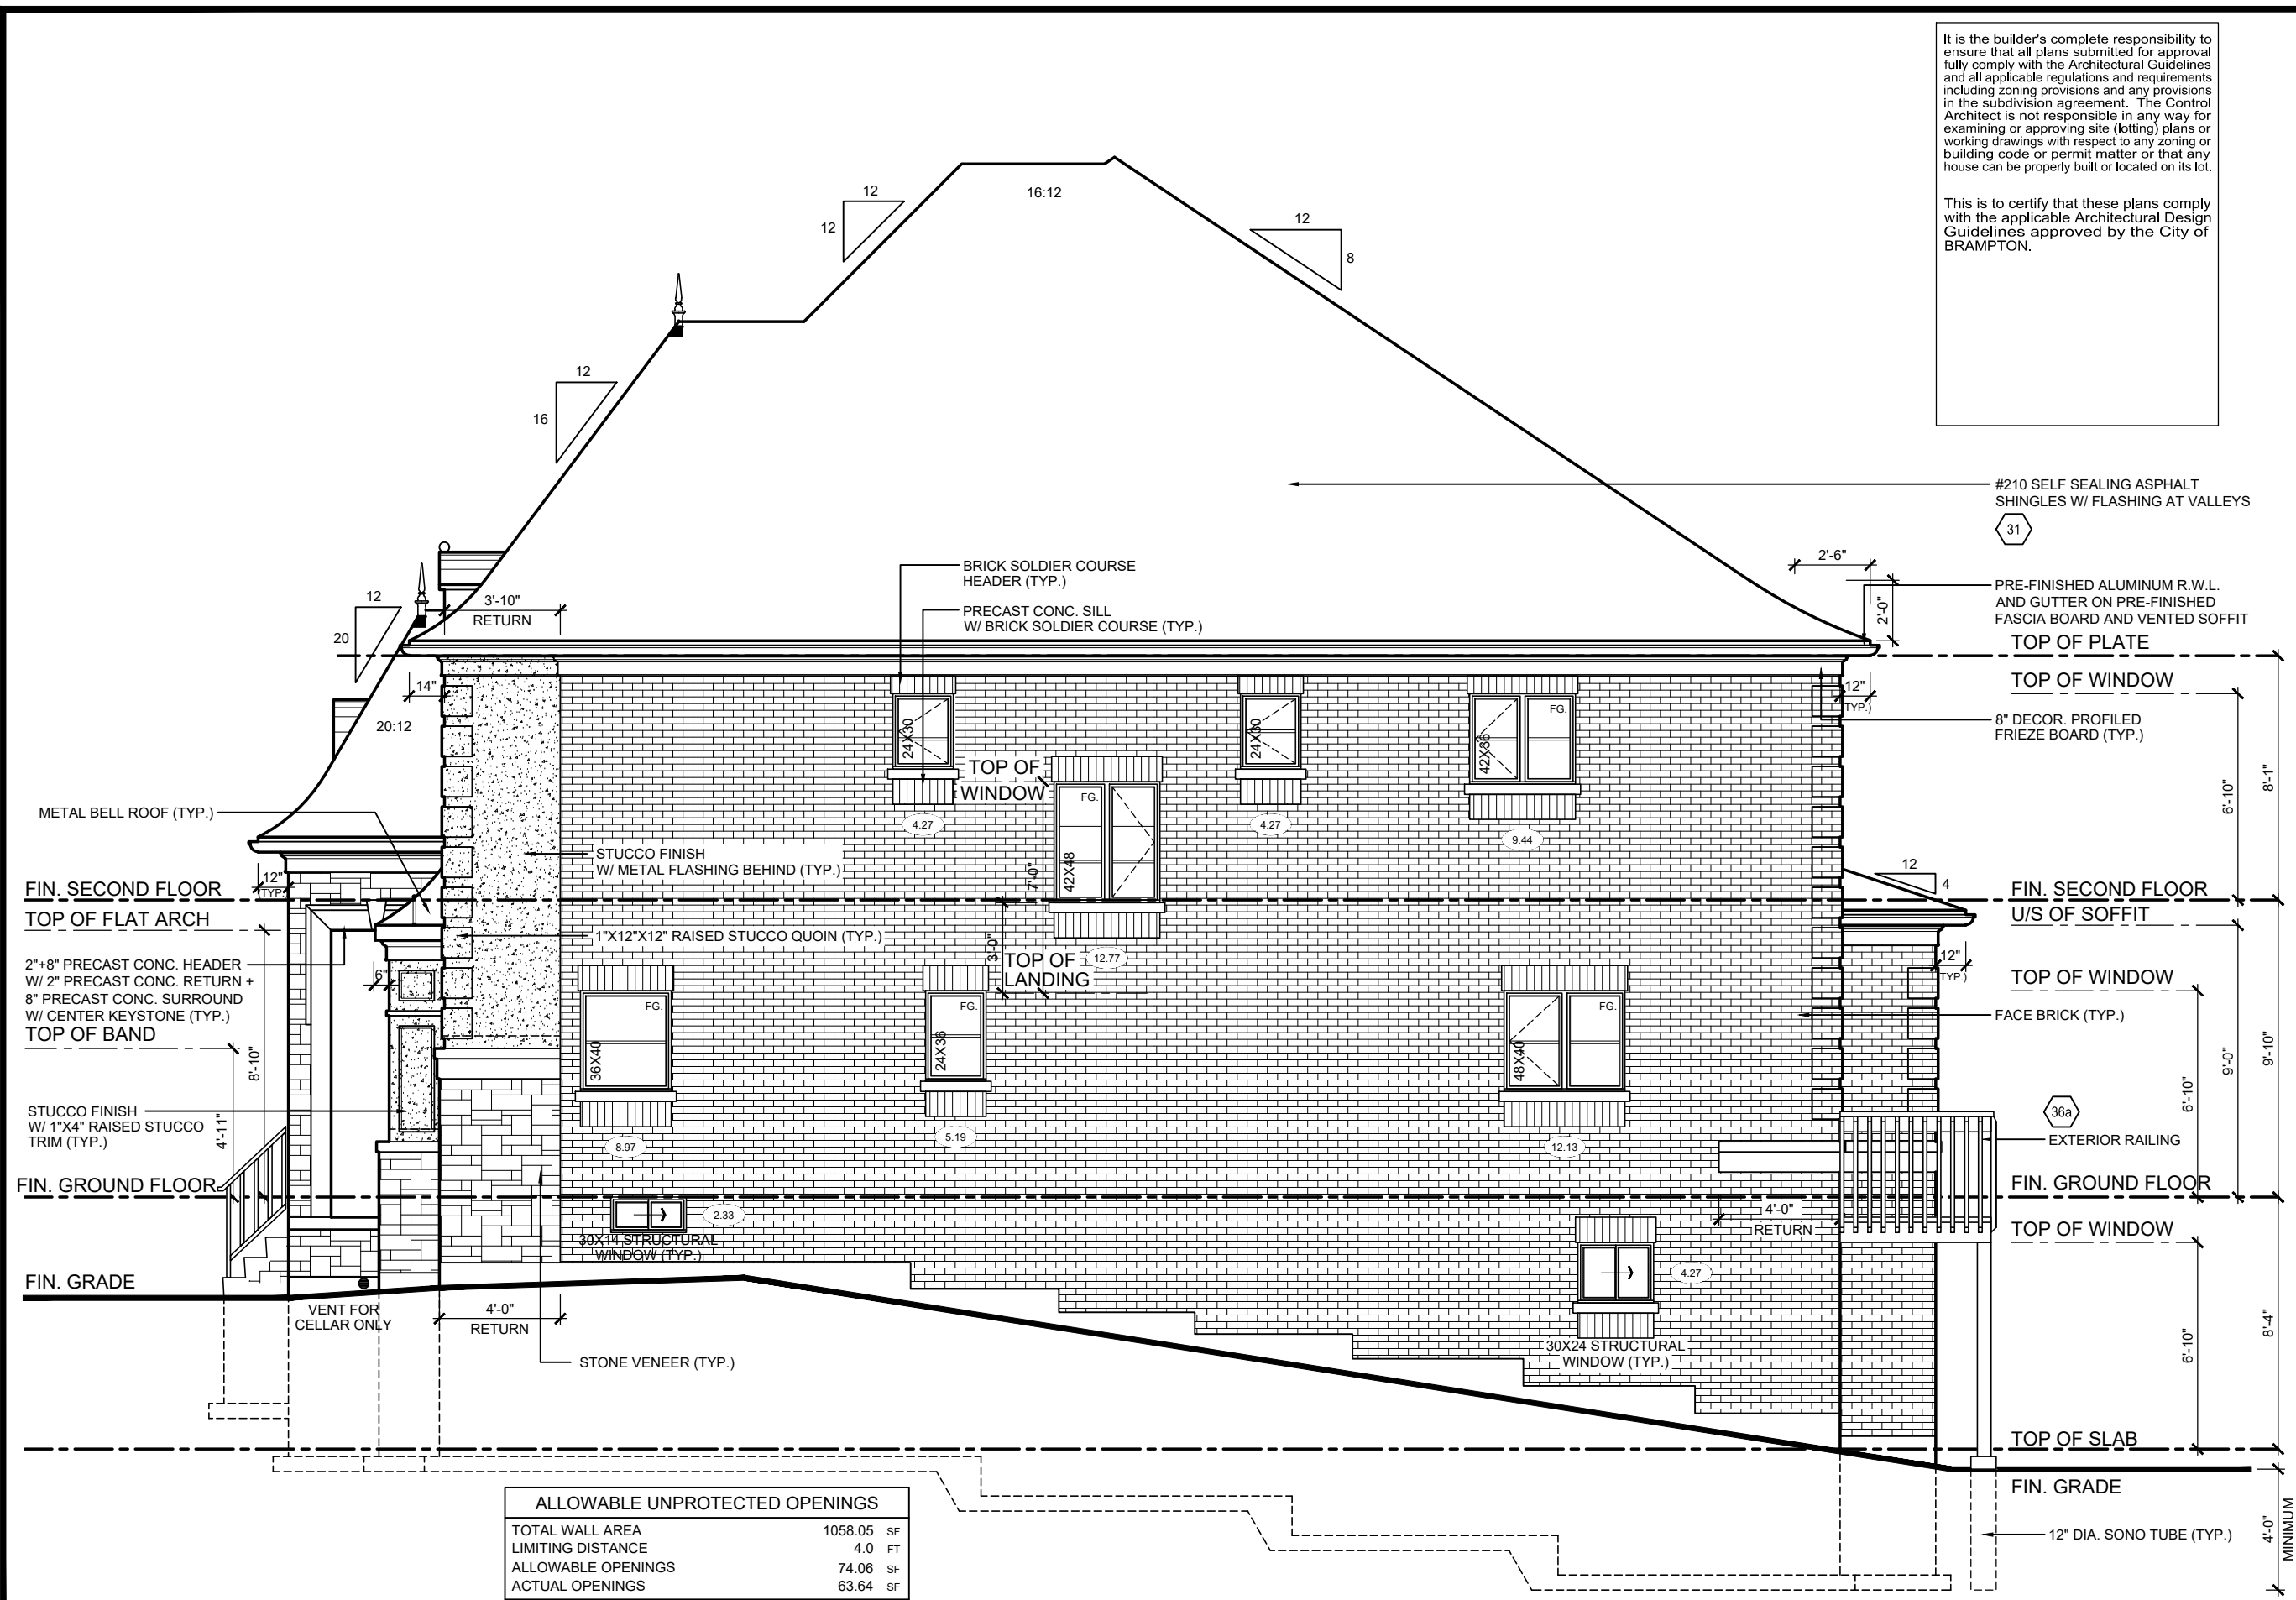 It is the builder's complete responsibility to
ensure that all plans submitted for approval
fully comply with the Architectural Guidelines
and all applicable regulations and requirements
including zoning provisions and any provisions
in the subdivision agreement. The Control
Architect is not responsible in any way for
examining or approving site (lotting) plans or
working drawings with respect to any zoning or
building code or permit matter or that any
house can be properly built or located on its lot.
This is to certify that these plans comply
with the applicable Architectural Design
Guidelines approved by the City of
BRAMPTON.
12
12
16:12
12
8
12
16
12
20
20:12
3'-10"
RETURN
14"
BRICK SOLDIER COURSE
HEADER (TYP.)
PRECAST CONC. SILL
W/ BRICK SOLDIER COURSE (TYP.)
#210 SELF SEALING ASPHALT
SHINGLES W/ FLASHING AT VALLEYS
31
2'-6"
2'-0"
PRE-FINISHED ALUMINUM R.W.L.
AND GUTTER ON PRE-FINISHED
FASCIA BOARD AND VENTED SOFFIT
TOP OF PLATE
TOP OF WINDOW
12"
(TYP.)
8" DECOR. PROFILED
FRIEZE BOARD (TYP.)
6'-10"
8'-1"
24X30
4.27
24X30
4.27
42X36
FG.
9.44
TOP OF
WINDOW
FG.
42X48
7'-0"
12.77
3'-0"
TOP OF
LANDING
METAL BELL ROOF (TYP.)
STUCCO FINISH
W/ METAL FLASHING BEHIND (TYP.)
12"
(TYP.)
FIN. SECOND FLOOR
TOP OF FLAT ARCH
1"X12"X12" RAISED STUCCO QUOIN (TYP.)
2"+8" PRECAST CONC. HEADER
W/ 2" PRECAST CONC. RETURN +
8" PRECAST CONC. SURROUND
W/ CENTER KEYSTONE (TYP.)
6"
TOP OF BAND
8'-10"
4'-11"
STUCCO FINISH
W/ 1"X4" RAISED STUCCO
TRIM (TYP.)
FIN. GROUND FLOOR
12
4
FIN. SECOND FLOOR
U/S OF SOFFIT
12"
(TYP.)
TOP OF WINDOW
FACE BRICK (TYP.)
6'-10"
9'-0"
9'-10"
36a
EXTERIOR RAILING
FIN. GROUND FLOOR
TOP OF WINDOW
FG.
36X40
8.97
FG.
24X36
5.19
FG.
48X40
12.13
2.33
30X14 STRUCTURAL
WINDOW (TYP.)
4'-0"
RETURN
4.27
30X24 STRUCTURAL
WINDOW (TYP.)
FIN. GRADE
VENT FOR
CELLAR ONLY
4'-0"
RETURN
STONE VENEER (TYP.)
6'-10"
8'-4"
TOP OF SLAB
FIN. GRADE
12" DIA. SONO TUBE (TYP.)
4'-0"
MINIMUM
ALLOWABLE UNPROTECTED OPENINGS
TOTAL WALL AREA 1058.05 SF
LIMITING DISTANCE 4.0 FT
ALLOWABLE OPENINGS 74.06 SF
ACTUAL OPENINGS 63.64 SF